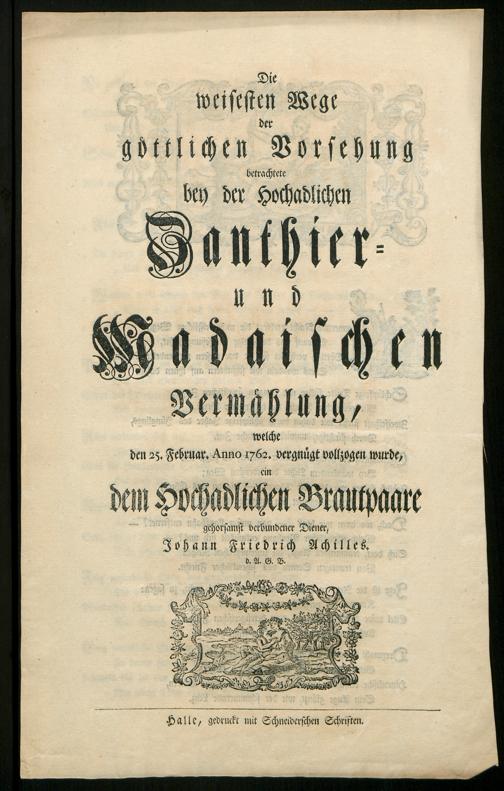 Die
weisesten Wege
der
göttlichen Vorsehung
betrachtete
bey der Hochadlichen
Zanthier-
und
Madaischen
Vermählung,
welche
den 25. Februar. Anno 1762. vergnügt vollzogen wurde,
ein
dem Hochadlichen Brautpaare
gehorsamst verbundener Diener,
Johann Friedrich Achilles.
d. A. G. B.
Halle, gedruckt mit Schneiderschen Schriften.